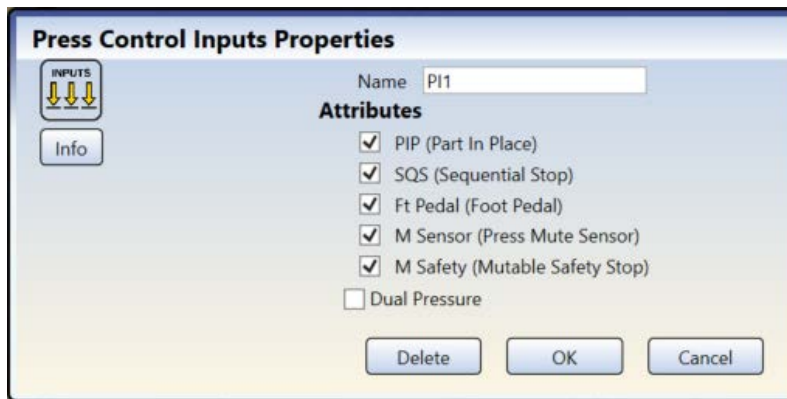 Press Control Inputs Properties
INPUTS
Name PI1
Attributes
Info
PIP (Part In Place)
SQS (Sequential Stop)
Ft Pedal (Foot Pedal)
M Sensor (Press Mute Sensor)
M Safety (Mutable Safety Stop)
Dual Pressure
Delete OK Cancel